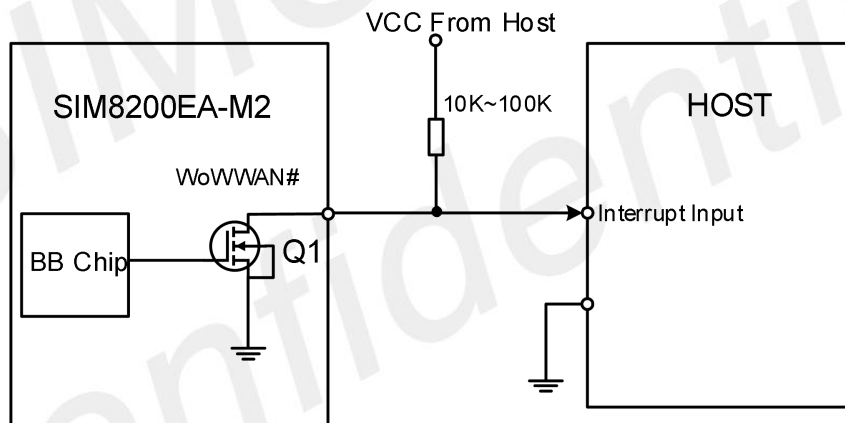 VCC From Host
SIM8200EA-M2
10K~100K
HOST
WoWWAN#
Interrupt Input
BB Chip
Q1